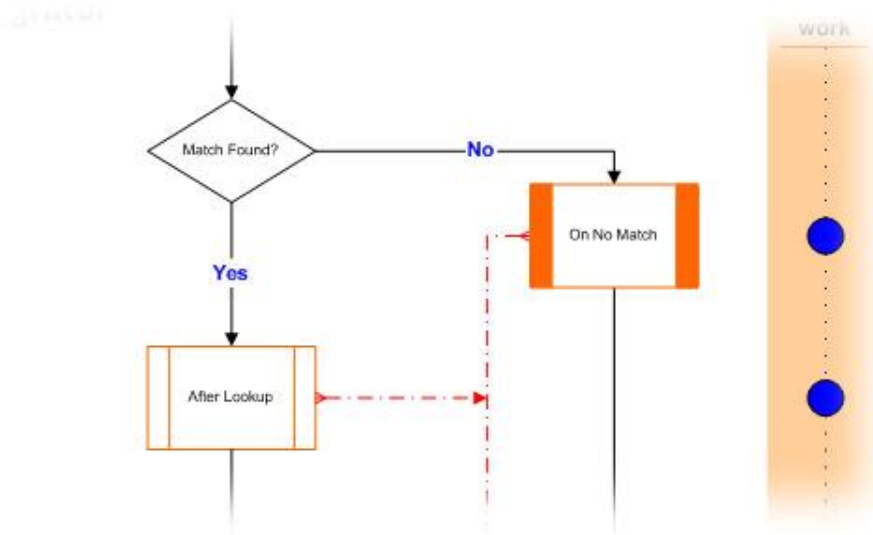 work
Match Found?
No
On No Match
Yes
After Lookup